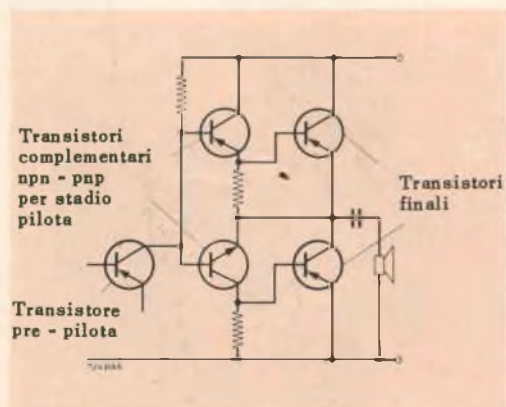 Transistori
complementari
npn - pnp
per stadio
pilota
Transistori
finali
Transistore
pre - pilota